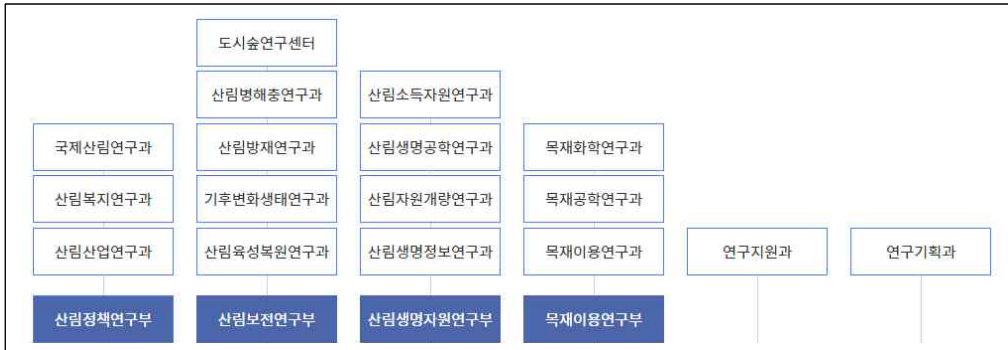 도시숲연구센터
산림병해충연구과
산림소득자원연구과
국제산림연구과
산림방재연구과
산림생명공학연구과
목재화학연구과
산림복지연구과
기후변화생태연구과
산림자원개량연구과
목재공학연구과
산림산업연구과
산림육성복원연구과
산림생명정보연구과
목재이용연구과
연구지원과
연구기획과
산림정책연구부
산림보전연구부
산림생명자원연구부
목재이용연구부